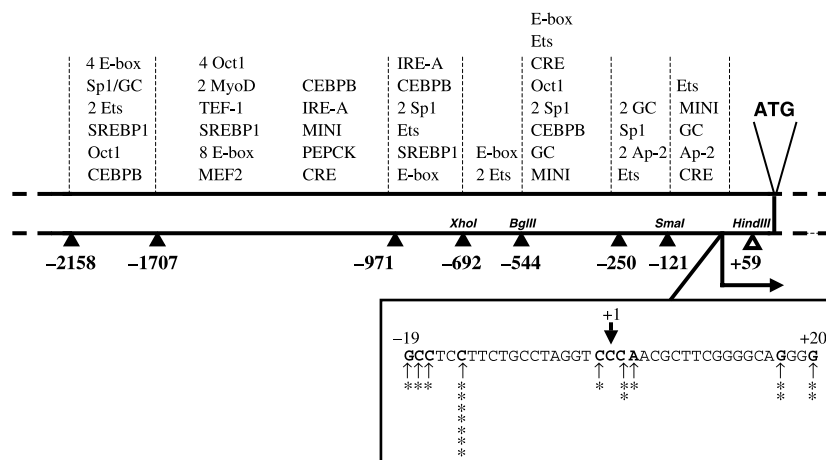 4 E-box
Sp1/GC
2 Ets
SREBP1
Oct1
CEBPB
4 Oct1
2 MyoD
TEF-1
SREBP1
8 E-box
MEF2
CEBPB
IRE-A
MINI
PEPCK
CRE
IRE-A
CEBPB
2 Sp1
Ets
SREBP1
E-box
E-box
2 Ets
E-box
Ets
CRE
Oct1
2 Sp1
CEBPB
GC
MINI
2 GC
Sp1
2 Ap-2
Ets
Ets
MINI
GC
Ap-2
CRE
ATG
XhoI BglII SmaI HindIII
−2158 −1707 −971 −692 −544 −250 −121 +59
+1
−19 +20
GCCTCCTTCTGCCTAGGTCCCAACGCTTCGGGGCAGGGG
* * * * * * * * *
* * * * *
*
*
*
*